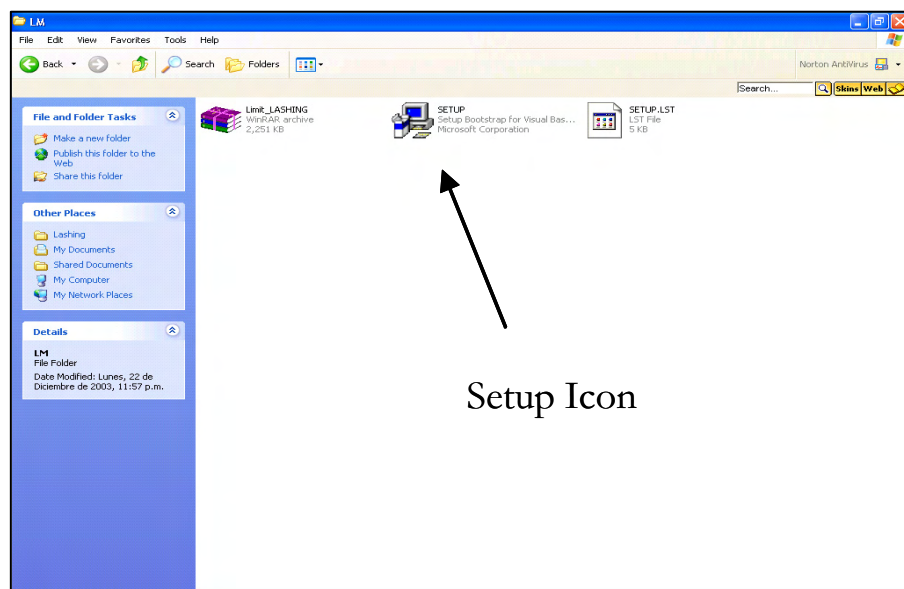 LM
File Edit View Favorites Tools Help
Back Search Folders Norton AntiVirus
Search... Skins Web
File and Folder Tasks
Make a new folder
Publish this folder to the
Web
Share this folder
Other Places
Lashing
My Documents
Shared Documents
My Computer
My Network Places
Details
LM
File Folder
Date Modified: Lunes, 22 de
Diciembre de 2003, 11:57 p.m.
Limit_LASHING
WinRAR archive
2,251 KB
SETUP
Setup Bootstrap for Visual Bas...
Microsoft Corporation
SETUP.LST
LST File
5 KB
Setup Icon